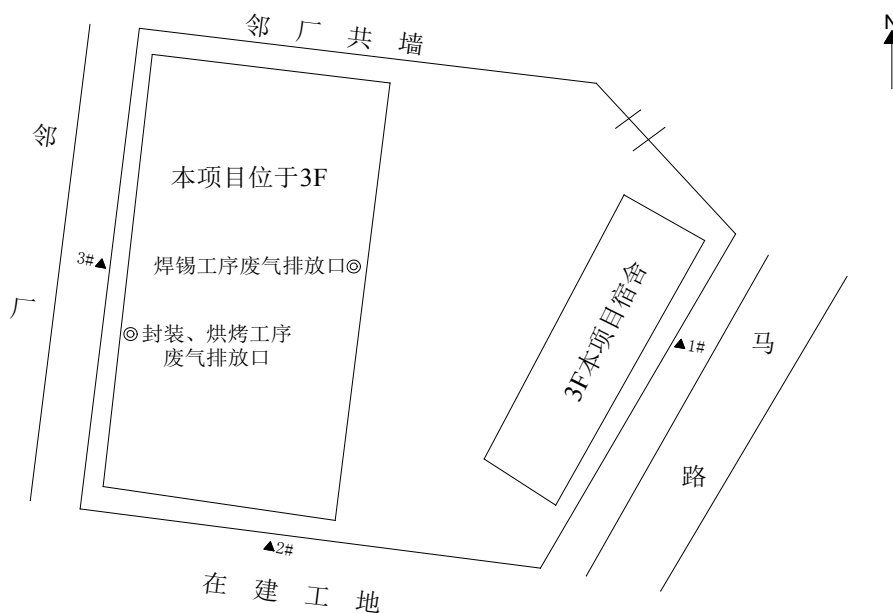 邻厂共墙
N
邻厂
本项目位于3F
3#▲
焊锡工序废气排放口◎
◎封装、烘烤工序
废气排放口
3F本项目宿舍
▲1#
马路
▲2#
在建工地